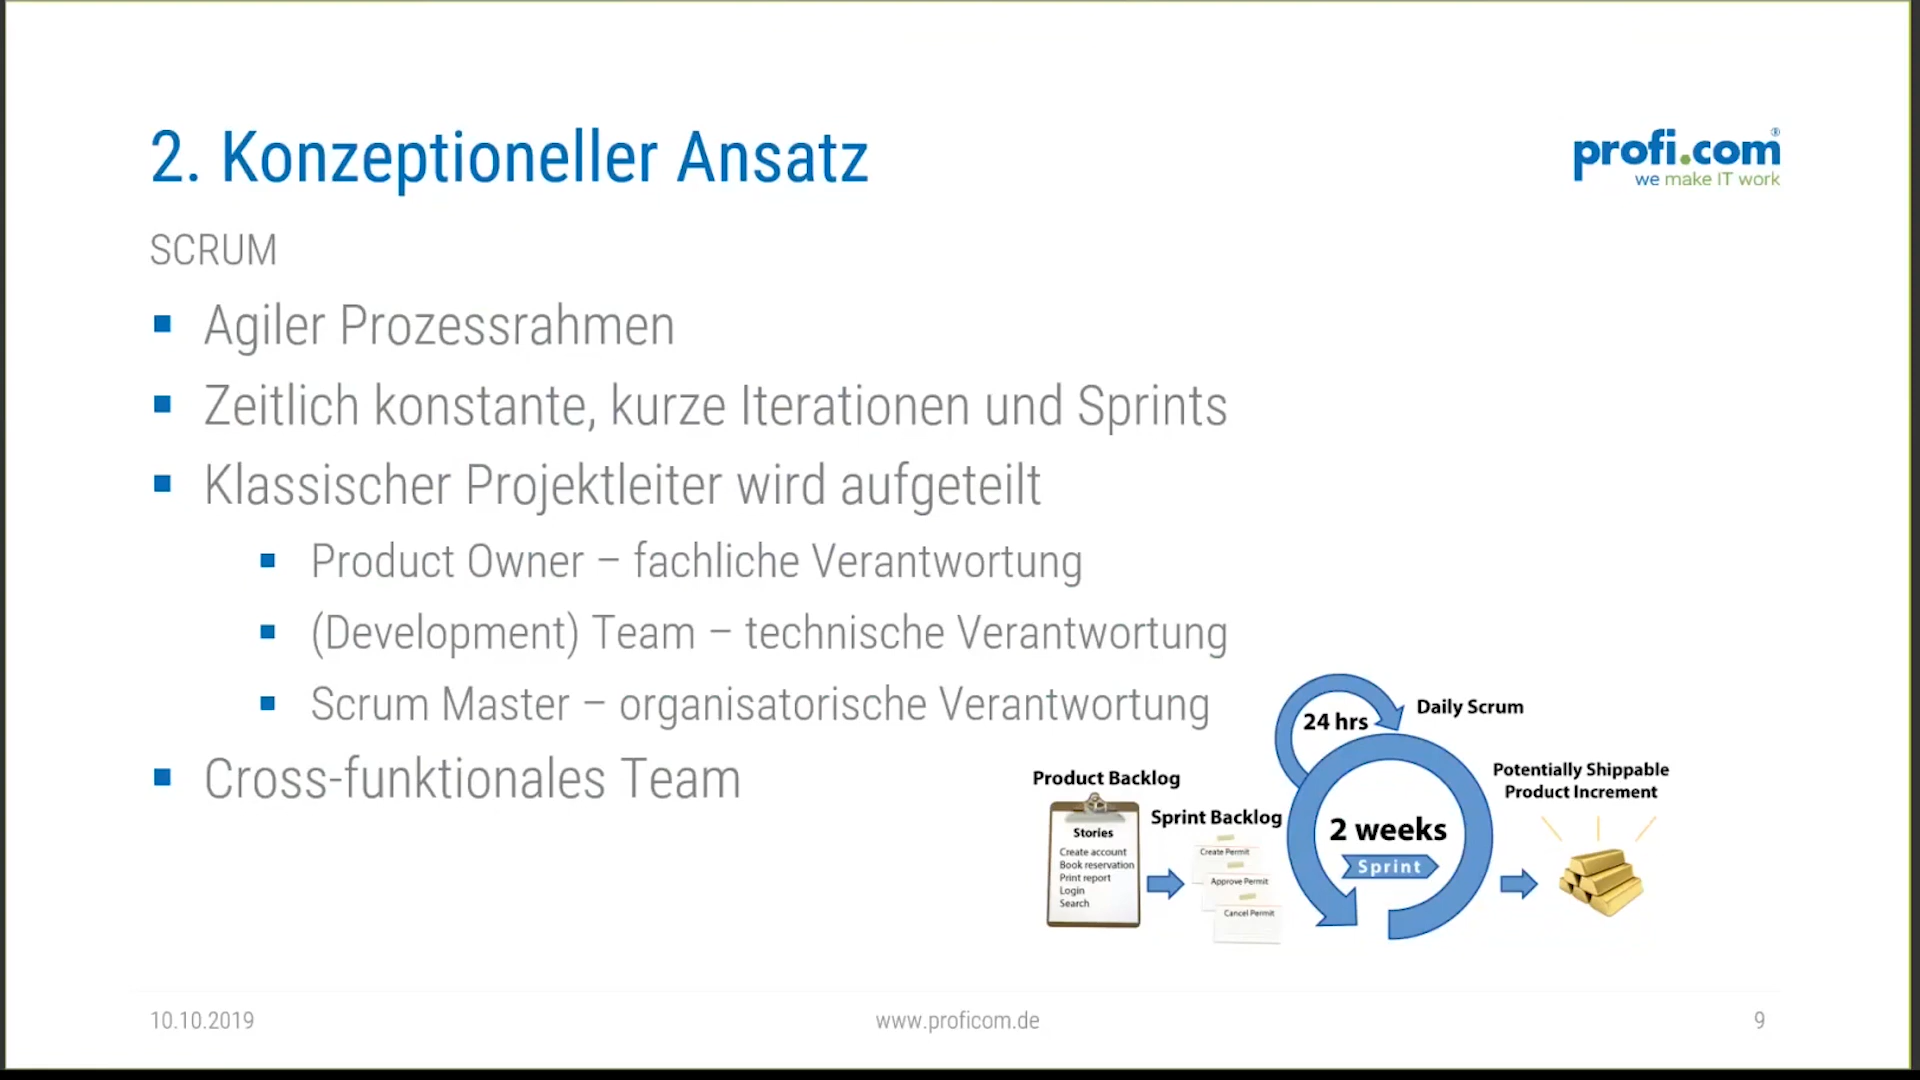 2. Konzeptioneller Ansatz
profi.com®
we make IT work
SCRUM
Agiler Prozessrahmen
Zeitlich konstante, kurze Iterationen und Sprints
Klassischer Projektleiter wird aufgeteilt
Product Owner – fachliche Verantwortung
(Development) Team – technische Verantwortung
Scrum Master – organisatorische Verantwortung
Cross-funktionales Team
Product Backlog
Stories
Create account
Book reservation
Print report
Login
Search
Sprint Backlog
Create Permit
Approve Permit
Cancel Permit
24 hrs
Daily Scrum
2 weeks
Sprint
Potentially Shippable
Product Increment
10.10.2019
www.proficom.de
9